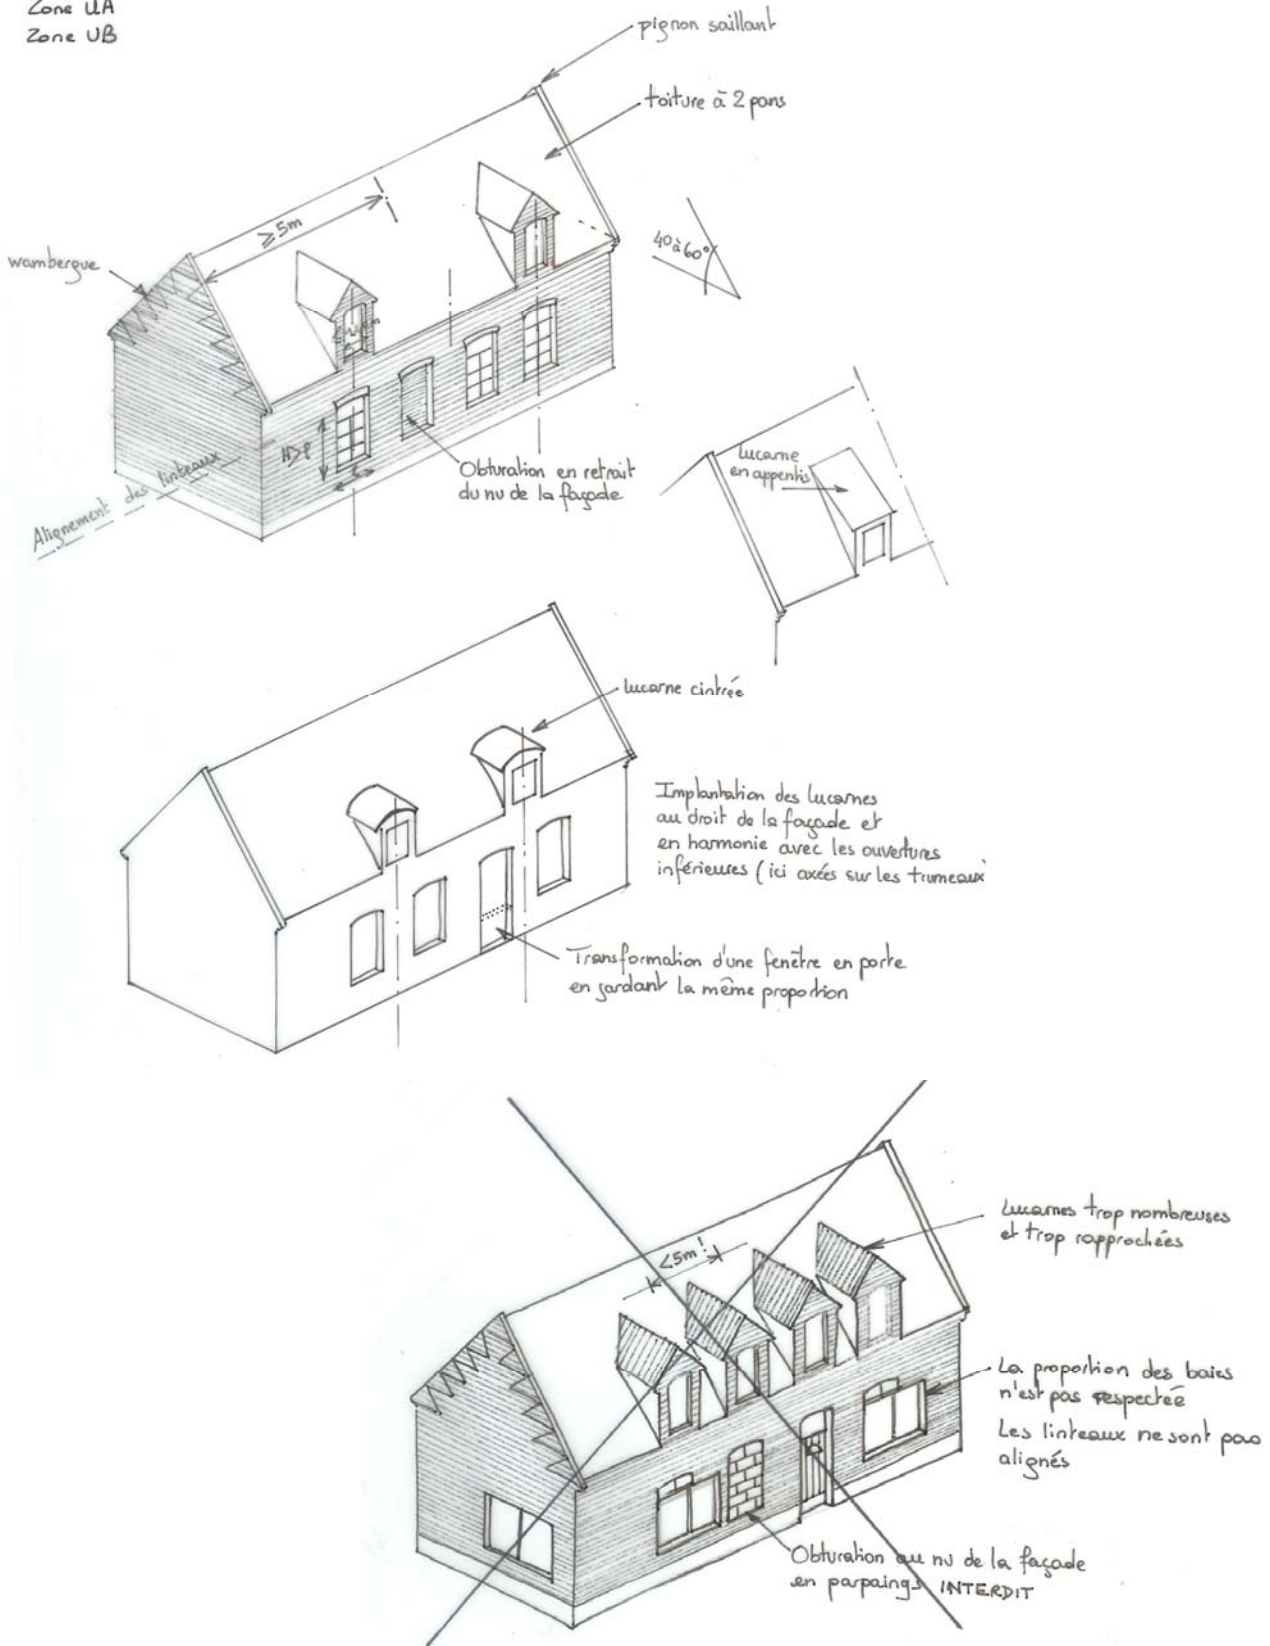 Zone UA
Zone UB
pignon saillant
toiture à 2 pans
≥5m
wambergue
40 à 60°
H>l
l
Obturation en retrait
du nu de la façade
Alignement des linteaux
lucarne
en appentis
lucarne cintrée
Implantation des lucarnes
au droit de la façade et
en harmonie avec les ouvertures
inférieures (ici axées sur les trumeaux
Transformation d'une fenêtre en porte
en gardant la même proportion
Lucarnes trop nombreuses
et trop rapprochées
<5m!
La proportion des baies
n'est pas respectée
Les linteaux ne sont pas
alignés
Obturation au nu de la façade
en parpaings INTERDIT